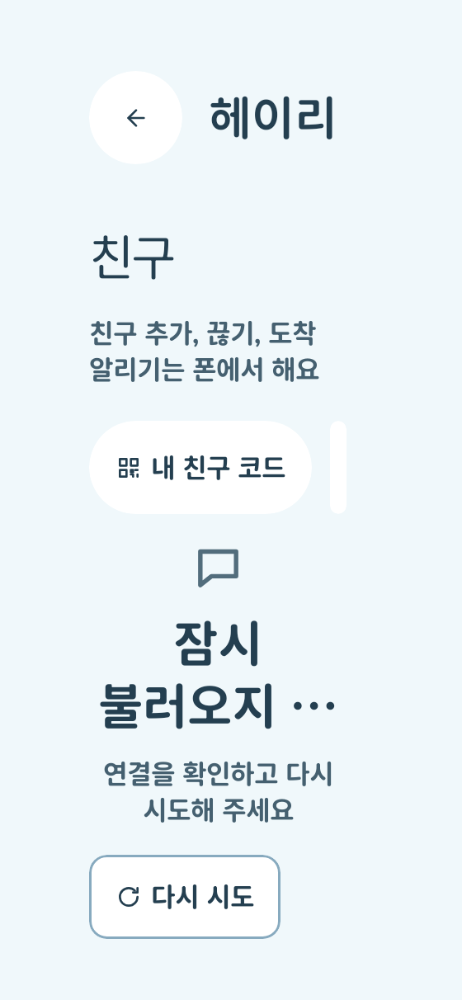 헤이리
친구
친구 추가, 끊기, 도착
알리기는 폰에서 해요
내 친구 코드
잠시
불러오지 …
연결을 확인하고 다시
시도해 주세요
다시 시도